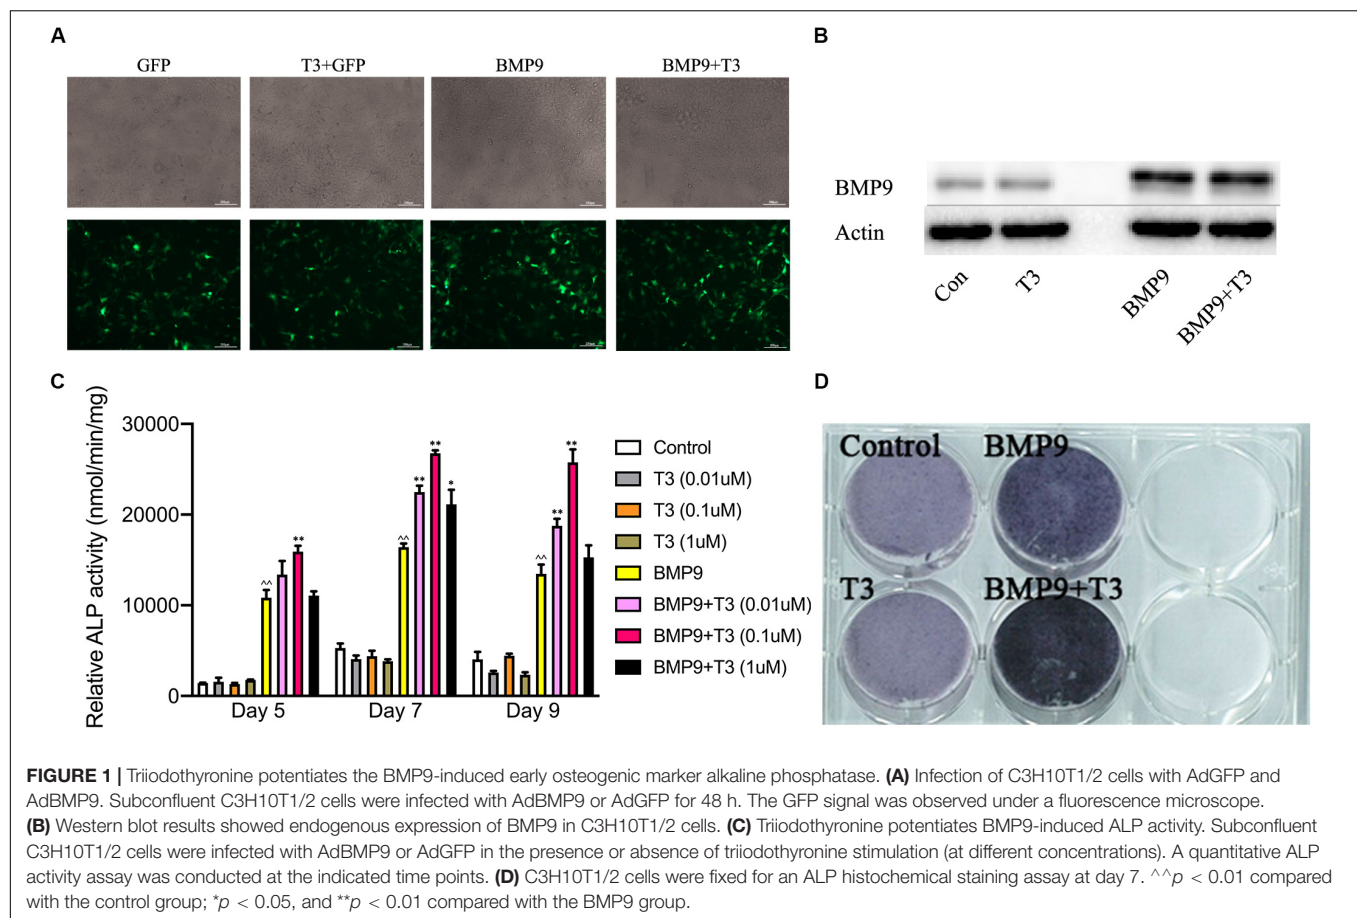 A
GFP
T3+GFP
BMP9
BMP9+T3
B
BMP9
Actin
Con
T3
BMP9
BMP9+T3
C
Relative ALP activity (nmol/min/mg)
30000
20000
10000
0
^^
**
^^
**
**
*
^^
**
**
Day 5
Day 7
Day 9
Control
T3 (0.01uM)
T3 (0.1uM)
T3 (1uM)
BMP9
BMP9+T3 (0.01uM)
BMP9+T3 (0.1uM)
BMP9+T3 (1uM)
D
Control
BMP9
T3
BMP9+T3
FIGURE 1 | Triiodothyronine potentiates the BMP9-induced early osteogenic marker alkaline phosphatase. (A) Infection of C3H10T1/2 cells with AdGFP and
AdBMP9. Subconfluent C3H10T1/2 cells were infected with AdBMP9 or AdGFP for 48 h. The GFP signal was observed under a fluorescence microscope.
(B) Western blot results showed endogenous expression of BMP9 in C3H10T1/2 cells. (C) Triiodothyronine potentiates BMP9-induced ALP activity. Subconfluent
C3H10T1/2 cells were infected with AdBMP9 or AdGFP in the presence or absence of triiodothyronine stimulation (at different concentrations). A quantitative ALP
activity assay was conducted at the indicated time points. (D) C3H10T1/2 cells were fixed for an ALP histochemical staining assay at day 7. ^^p < 0.01 compared
with the control group; *p < 0.05, and **p < 0.01 compared with the BMP9 group.